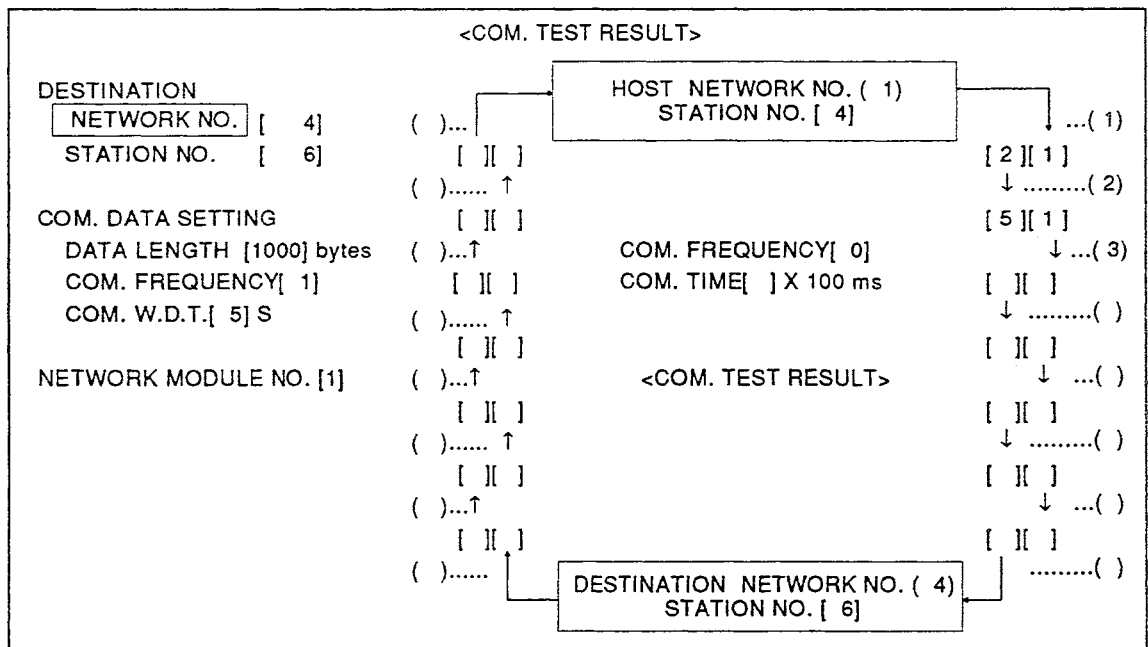 <COM. TEST RESULT>
DESTINATION
NETWORK NO. [ 4]
STATION NO. [ 6]
COM. DATA SETTING
DATA LENGTH [1000] bytes
COM. FREQUENCY[ 1]
COM. W.D.T.[ 5] S
NETWORK MODULE NO. [1]
( )...
[ ][ ]
( )...... ↑
[ ][ ]
( )...↑
[ ][ ]
( )...... ↑
[ ][ ]
( )...↑
[ ][ ]
( )...... ↑
[ ][ ]
( )...↑
[ ][ ]
( )......
HOST NETWORK NO. ( 1)
STATION NO. [ 4]
COM. FREQUENCY[ 0]
COM. TIME[ ] X 100 ms
<COM. TEST RESULT>
DESTINATION NETWORK NO. ( 4)
STATION NO. [ 6]
...( 1)
[ 2 ][ 1 ]
↓ .........( 2)
[ 5 ][ 1 ]
↓ ...( 3)
[ ][ ]
↓ .........( )
[ ][ ]
↓ ...( )
[ ][ ]
↓ .........( )
[ ][ ]
↓ ...( )
[ ][ ]
.........( )